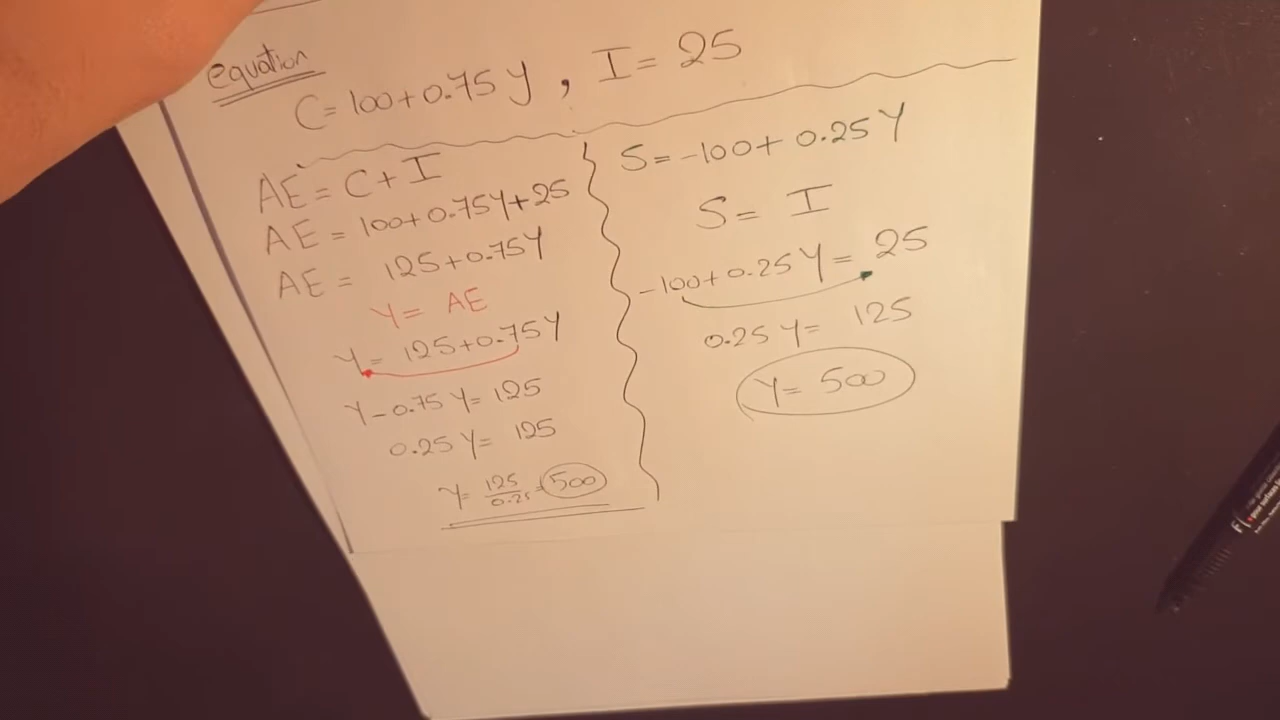 equation
C = 100 + 0.75 Y , I = 25
AE = C + I
AE = 100 + 0.75Y + 25
AE = 125 + 0.75Y
Y = AE
Y = 125 + 0.75Y
Y - 0.75 Y = 125
0.25 Y = 125
Y = 125/0.25 = 500
S = -100 + 0.25 Y
S = I
-100 + 0.25 Y = 25
0.25 Y = 125
Y = 500